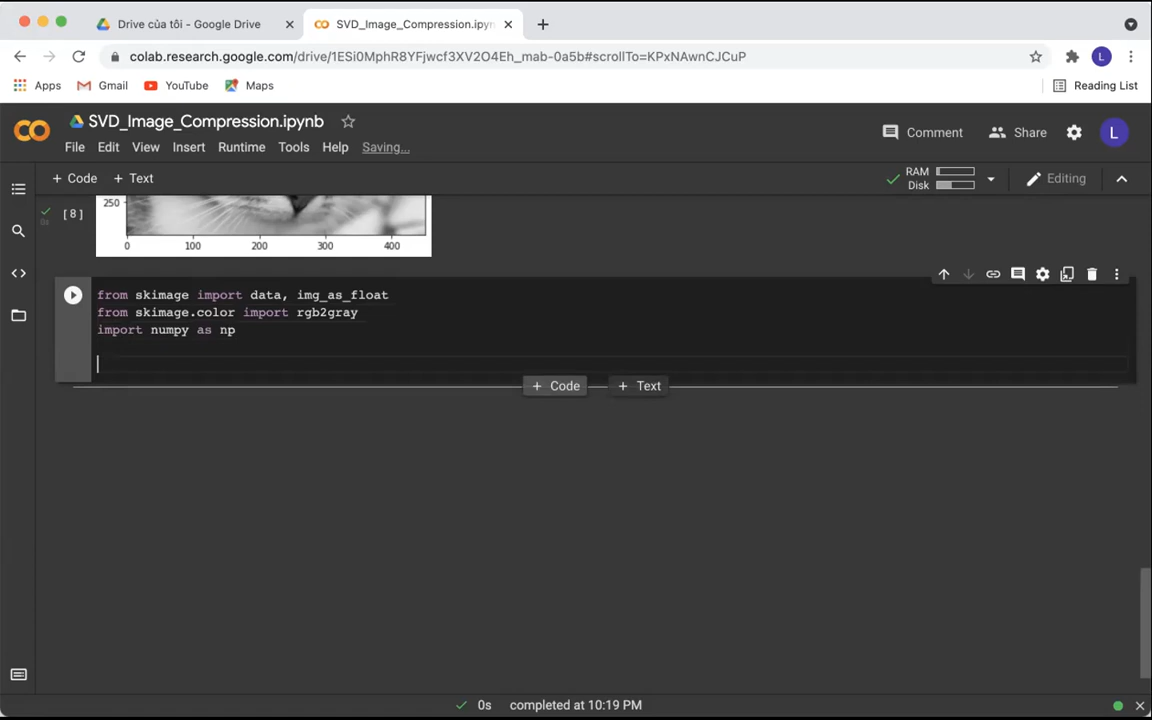 Drive của tôi - Google Drive
SVD_Image_Compression.ipyn
colab.research.google.com/drive/1ESi0MphR8YFjwcf3XV2O4Eh_mab-0a5b#scrollTo=KPxNAwnCJCuP
L
Apps
Gmail
YouTube
Maps
Reading List
SVD_Image_Compression.ipynb
Comment
Share
L
File Edit View Insert Runtime Tools Help Saving...
+ Code + Text
RAM
Disk
Editing
[8]
0s
250
0 100 200 300 400
from skimage import data, img_as_float
from skimage.color import rgb2gray
import numpy as np
+ Code + Text
0s completed at 10:19 PM